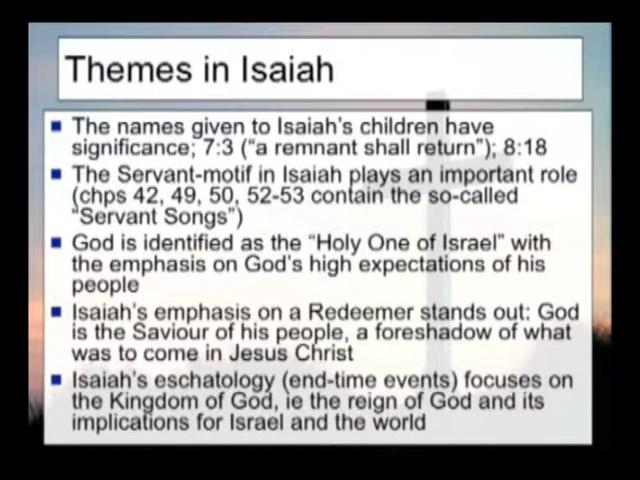 Themes in Isaiah
The names given to Isaiah's children have
significance; 7:3 ("a remnant shall return"); 8:18
The Servant-motif in Isaiah plays an important role
(chps 42, 49, 50, 52-53 contain the so-called
"Servant Songs")
God is identified as the "Holy One of Israel" with
the emphasis on God's high expectations of his
people
Isaiah's emphasis on a Redeemer stands out: God
is the Saviour of his people, a foreshadow of what
was to come in Jesus Christ
Isaiah's eschatology (end-time events) focuses on
the Kingdom of God, ie the reign of God and its
implications for Israel and the world